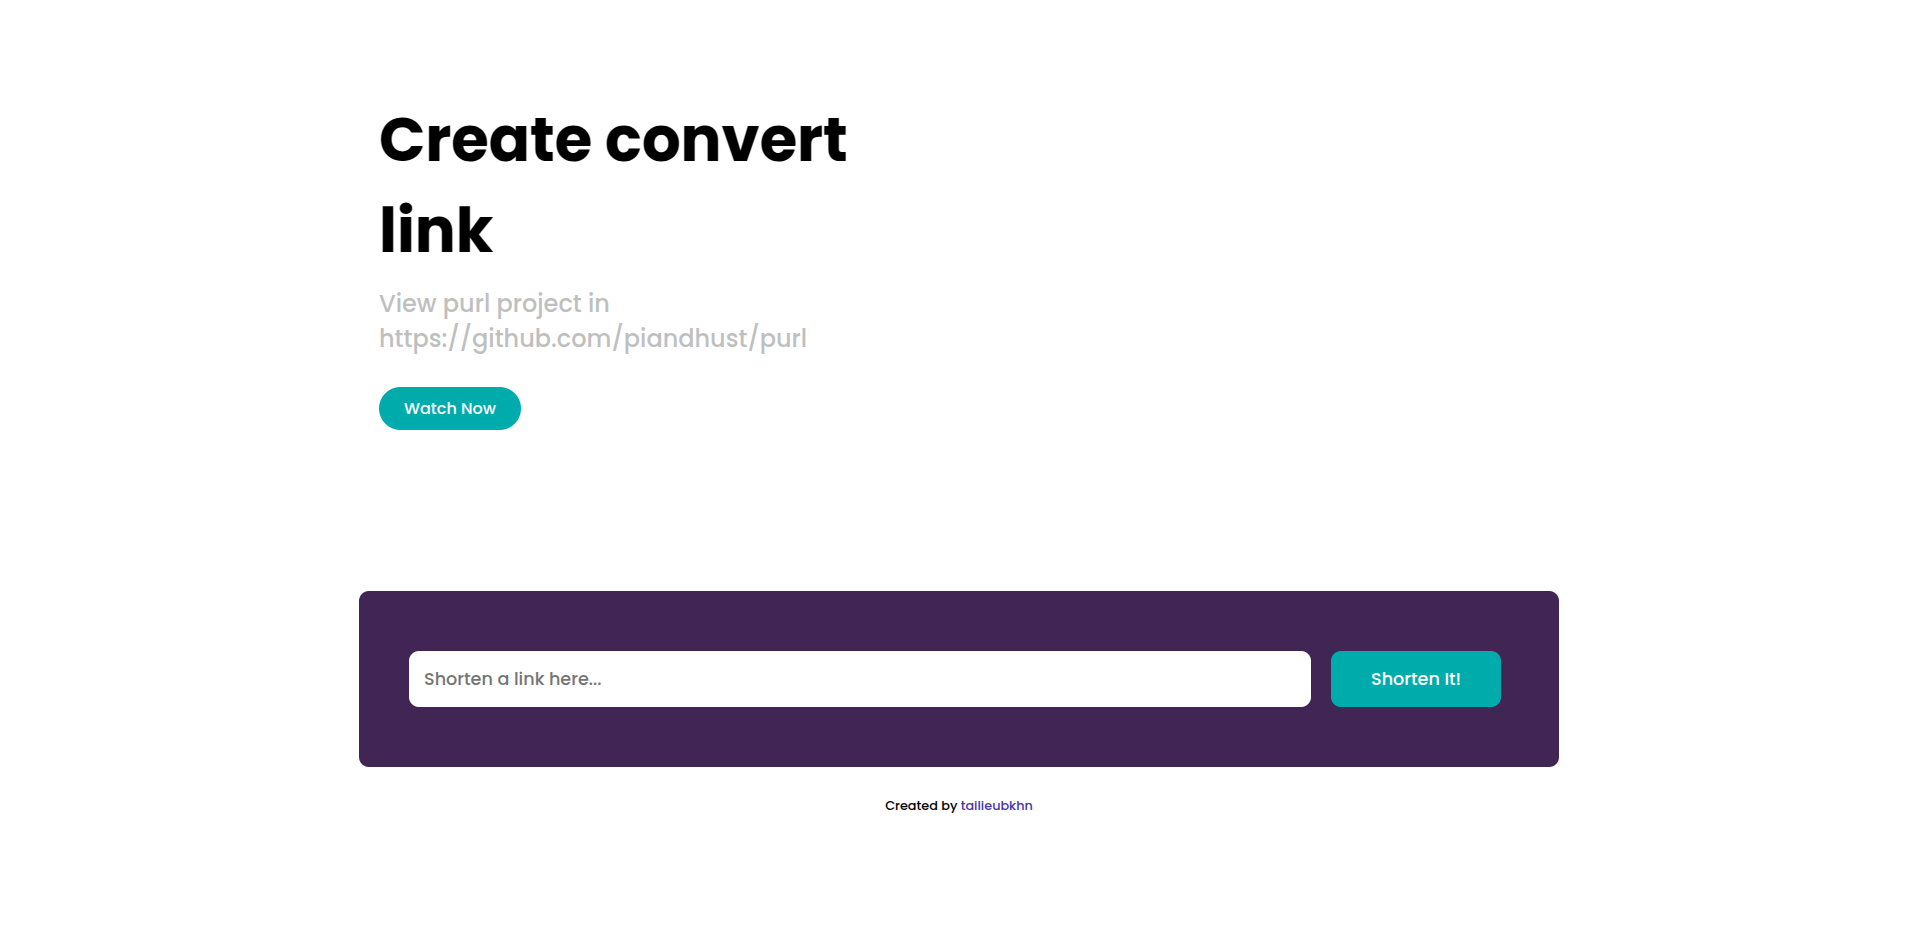 Create convert
link
View purl project in
https://github.com/piandhust/purl
Watch Now
Shorten a link here...
Shorten It!
Created by tailieubkhn